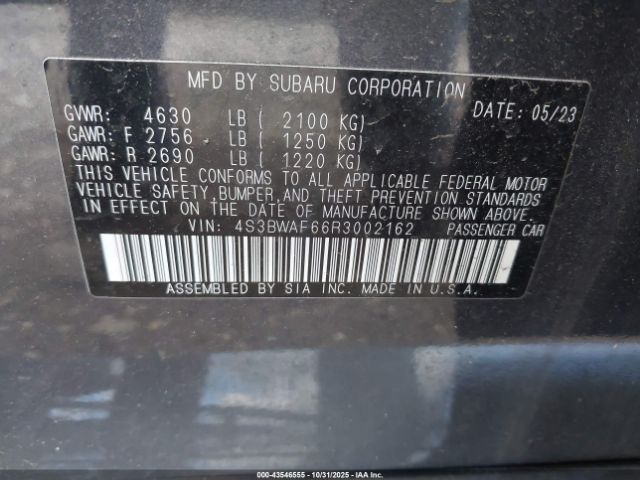 MFD BY SUBARU CORPORATION
DATE: 05/23
GVWR: 4630 LB ( 2100 KG)
GAWR: F 2756 LB ( 1250 KG)
GAWR: R 2690 LB ( 1220 KG)
THIS VEHICLE CONFORMS TO ALL APPLICABLE FEDERAL MOTOR
VEHICLE SAFETY, BUMPER, AND THEFT PREVENTION STANDARDS
IN EFFECT ON THE DATE OF MANUFACTURE SHOWN ABOVE.
VIN: 4S3BWAF66R3002162 PASSENGER CAR
ASSEMBLED BY SIA INC. MADE IN U.S.A.
00-43546555 - 10/31/2025 - IAA Corp.